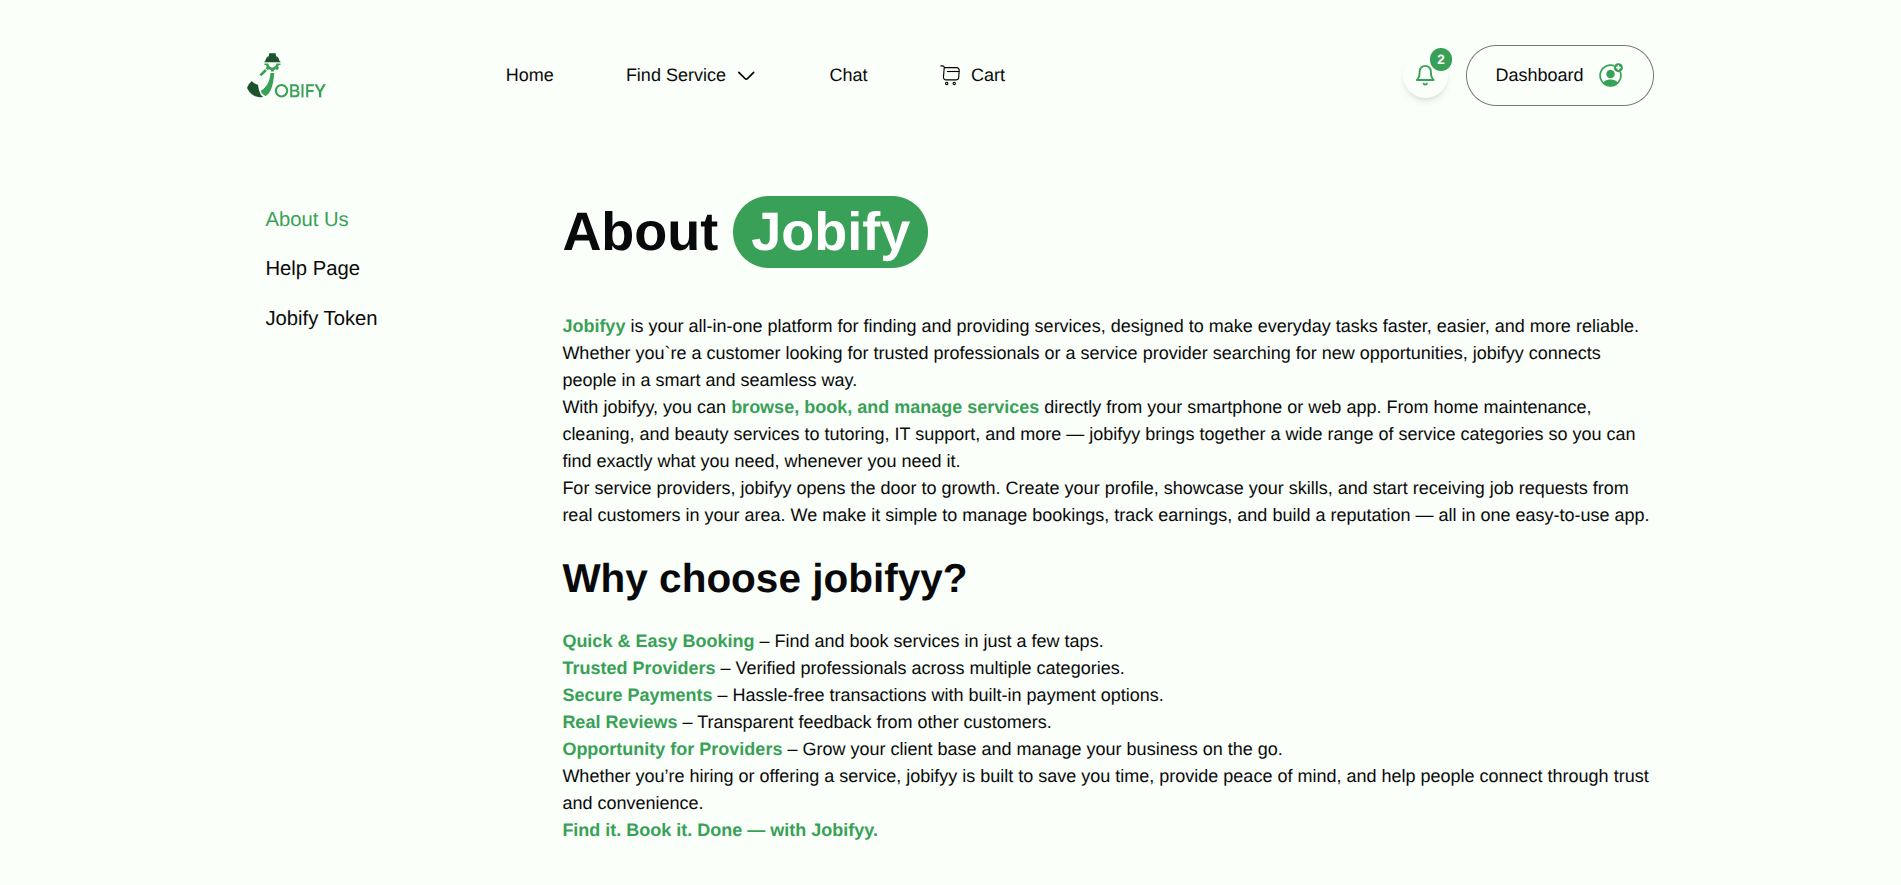 JOBIFY
Home
Find Service
Chat
Cart
2
Dashboard
About Us
Help Page
Jobify Token
About Jobify
Jobifyy is your all-in-one platform for finding and providing services, designed to make everyday tasks faster, easier, and more reliable.
Whether you`re a customer looking for trusted professionals or a service provider searching for new opportunities, jobifyy connects
people in a smart and seamless way.
With jobifyy, you can browse, book, and manage services directly from your smartphone or web app. From home maintenance,
cleaning, and beauty services to tutoring, IT support, and more — jobifyy brings together a wide range of service categories so you can
find exactly what you need, whenever you need it.
For service providers, jobifyy opens the door to growth. Create your profile, showcase your skills, and start receiving job requests from
real customers in your area. We make it simple to manage bookings, track earnings, and build a reputation — all in one easy-to-use app.
Why choose jobifyy?
Quick & Easy Booking – Find and book services in just a few taps.
Trusted Providers – Verified professionals across multiple categories.
Secure Payments – Hassle-free transactions with built-in payment options.
Real Reviews – Transparent feedback from other customers.
Opportunity for Providers – Grow your client base and manage your business on the go.
Whether you’re hiring or offering a service, jobifyy is built to save you time, provide peace of mind, and help people connect through trust
and convenience.
Find it. Book it. Done — with Jobifyy.